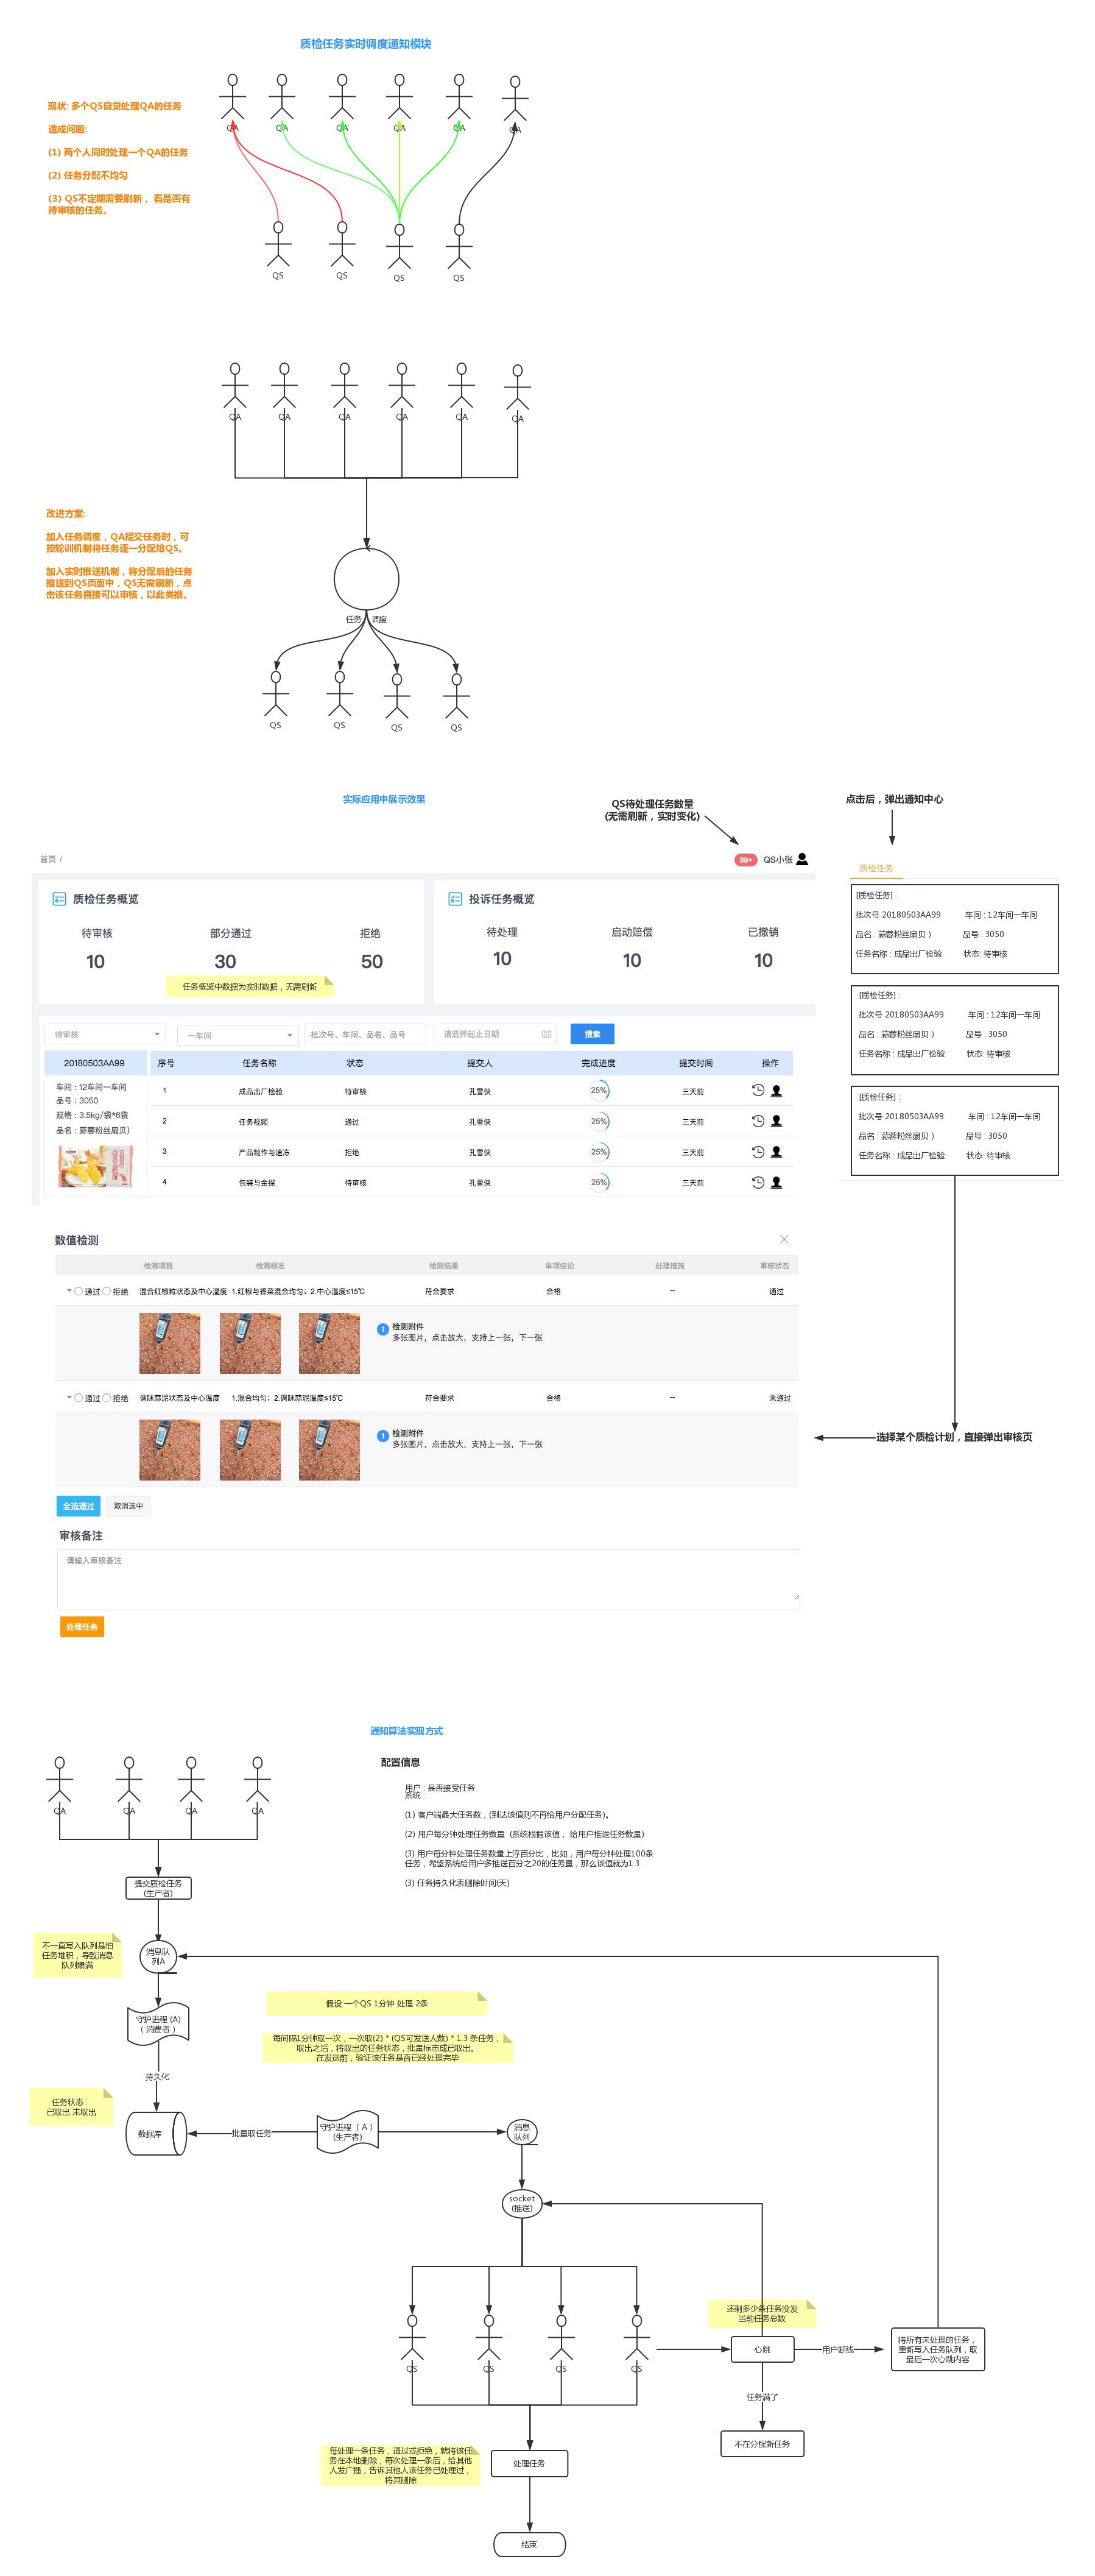 质检任务实时调度通知模块
现状: 多个QS自觉处理QA的任务
造成问题:
(1) 两个人同时处理一个QA的任务
(2) 任务分配不均匀
(3) QS不定期需要刷新， 看是否有
待审核的任务。
QA QA QA QA QA QA
QS QS QS QS
QA QA QA QA QA QA
改进方案:
加入任务调度，QA提交任务时，可
按轮训机制将任务逐一分配给QS。
加入实时推送机制，将分配后的任务
推送到QS页面中，QS无需刷新，点
击该任务直接可以审核，以此类推。
任务 调度
QS QS QS QS
实际应用中展示效果
QS待处理任务数量
(无需刷新，实时变化)
点击后，弹出通知中心
首页 /
99+ QS小张
质检任务
质检任务概览
待审核 部分通过 拒绝
10 30 50
任务概览中数据为实时数据，无需刷新
投诉任务概览
待处理 启动赔偿 已撤销
10 10 10
[质检任务] :
批次号 20180503AA99 车间 : 12车间一车间
品名 : 蒜蓉粉丝扇贝 ) 品号 : 3050
任务名称 : 成品出厂检验 状态: 待审核
[质检任务] :
批次号 20180503AA99 车间 : 12车间一车间
品名 : 蒜蓉粉丝扇贝 ) 品号 : 3050
任务名称 : 成品出厂检验 状态: 待审核
[质检任务] :
批次号 20180503AA99 车间 : 12车间一车间
品名 : 蒜蓉粉丝扇贝 ) 品号 : 3050
任务名称 : 成品出厂检验 状态: 待审核
待审核 一车间 批次号、车间、品名、品号 请选择起止日期 搜索
20180503AA99
车间：12车间一车间
品号：3050
规格：3.5kg/袋*6袋
品名：蒜蓉粉丝扇贝)
序号 任务名称 状态 提交人 完成进度 提交时间 操作
1 成品出厂检验 待审核 孔雪侠 25% 三天前
2 任务视频 通过 孔雪侠 25% 三天前
3 产品制作与速冻 拒绝 孔雪侠 25% 三天前
4 包装与金探 待审核 孔雪侠 25% 三天前
数值检测
检测项目 检测标准 检测结果 单项结论 处理措施 审核状态
通过 拒绝 混合红椒粒状态及中心温度 1.红椒与香菜混合均匀；2.中心温度≤15℃ 符合要求 合格 -- 通过
1 检测附件
多张图片，点击放大，支持上一张，下一张
通过 拒绝 调味蒜泥状态及中心温度 1.混合均匀；2.调味蒜泥温度≤15℃ 符合要求 合格 -- 未通过
1 检测附件
多张图片，点击放大，支持上一张，下一张
选择某个质检计划，直接弹出审核页
全选通过 取消选中
审核备注
请输入审核备注
处理任务
通知算法实现方式
QA QA QA QA
配置信息
用户 : 是否接受任务
系统 :
(1) 客户端最大任务数，(到达该值则不再给用户分配任务)。
(2) 用户每分钟处理任务数量 (系统根据该值， 给用户推送任务数量)
(3) 用户每分钟处理任务数量上浮百分比，比如，用户每分钟处理100条
任务，希望系统给用户多推送百分之20的任务量，那么该值就为1.3
(3) 任务持久化表删除时间(天)
提交质检任务
(生产者)
不一直写入队列是怕
任务堆积，导致消息
队列爆满
消息队
列A
守护进程 (A)
( 消费者 )
假设 一个QS 1分钟 处理 2条
每间隔1分钟取一次，一次取(2) * (QS可发送人数) * 1.3 条任务，
取出之后，将取出的任务状态，批量标志成已取出。
在发送前，验证该任务是否已经处理完毕
持久化
任务状态 :
已取出 未取出
数据库
批量取任务
守护进程 ( A )
(生产者)
消息
队列
socket
(推送)
QS QS QS QS
还剩多少条任务没发
当前任务总数
心跳
用户断线
将所有未处理的任务，
重新写入任务队列，取
最后一次心跳内容
任务满了
不在分配新任务
每处理一条任务，通过或拒绝，就将该任
务在本地删除，每次处理一条后，给其他
人发广播，告诉其他人该任务已处理过，
将其删除
处理任务
结束